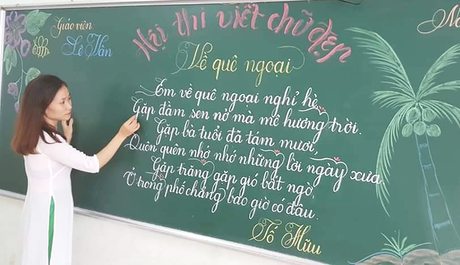 Hội thi viết chữ đẹp
Giáo viên
Lê Vân
Về quê ngoại
Em về quê ngoại nghỉ hè,
Gặp đầm sen nở mà mê hương trời.
Gặp bà tuổi đã tám mươi,
Quên quên nhớ nhớ những lời ngày xưa.
Gặp trăng gặp gió bất ngờ,
Ở trong phố chẳng bao giờ có đâu.
Tố Hữu